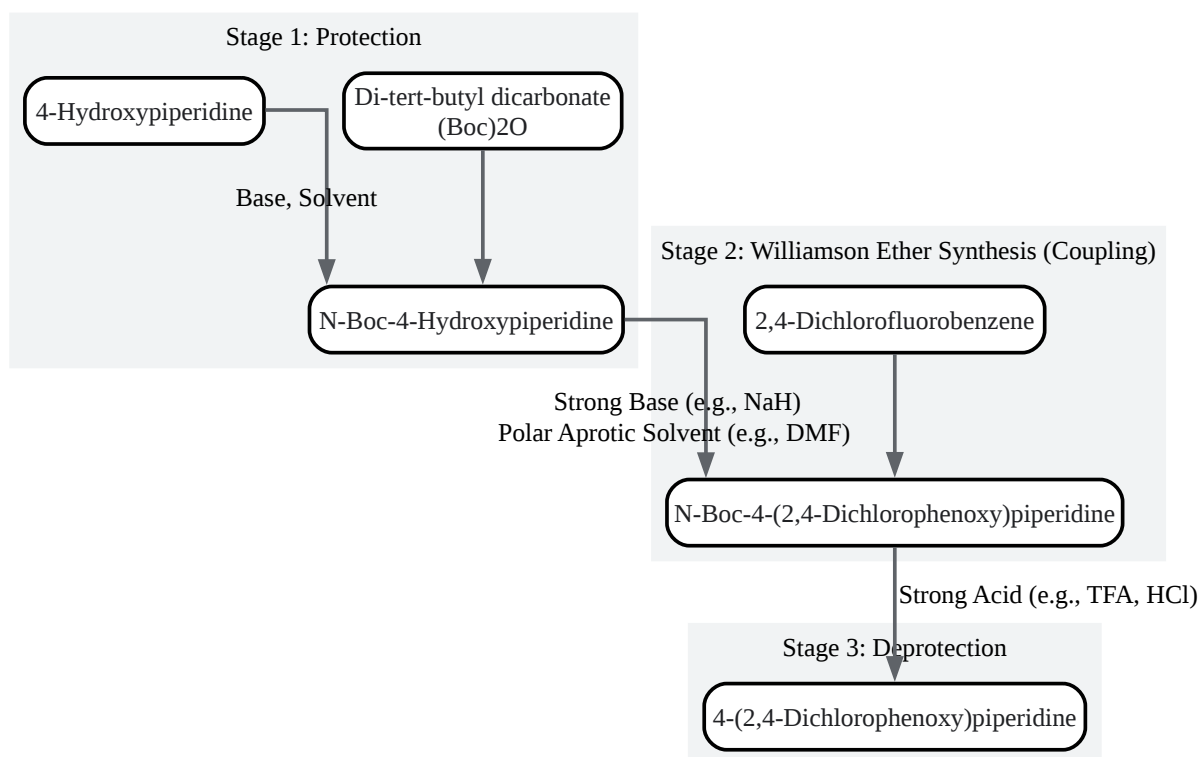 Stage 1: Protection
4-Hydroxypiperidine
Di-tert-butyl dicarbonate
(Boc)2O
Base, Solvent
N-Boc-4-Hydroxypiperidine
Stage 2: Williamson Ether Synthesis (Coupling)
2,4-Dichlorofluorobenzene
Strong Base (e.g., NaH)
Polar Aprotic Solvent (e.g., DMF)
N-Boc-4-(2,4-Dichlorophenoxy)piperidine
Strong Acid (e.g., TFA, HCl)
Stage 3: Deprotection
4-(2,4-Dichlorophenoxy)piperidine